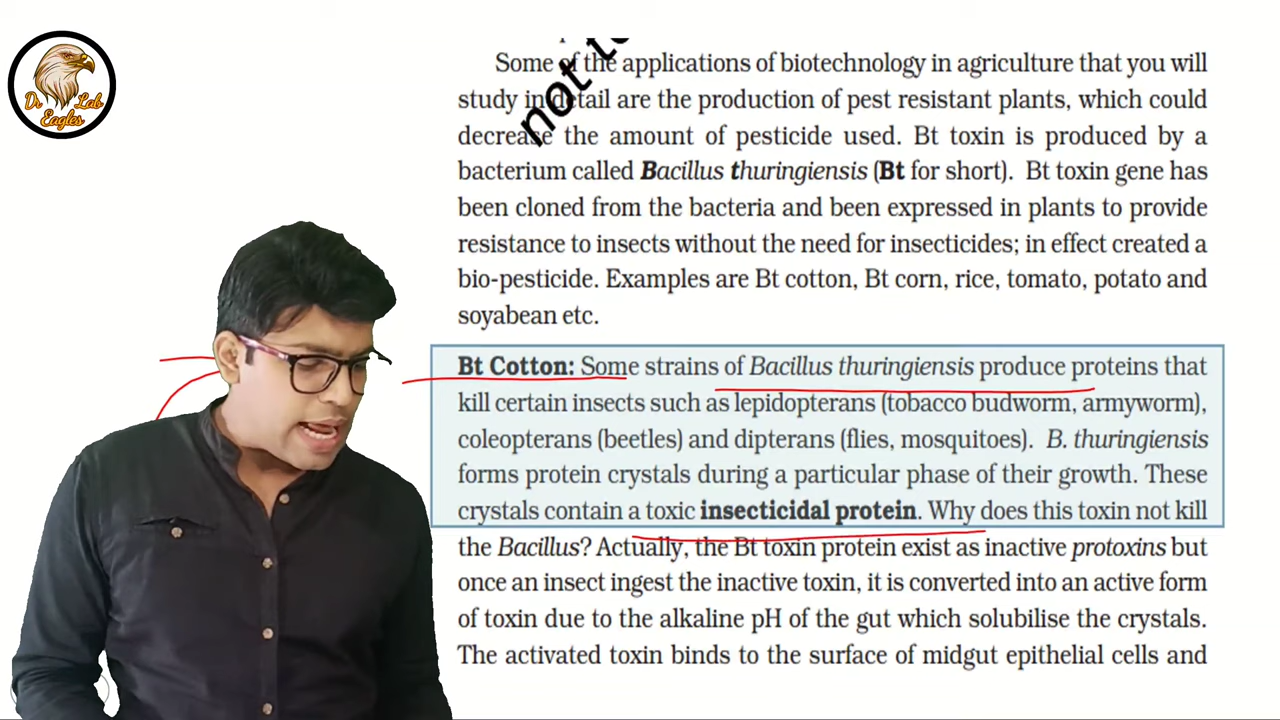 Dr Lab
Eagles
not to
Some of the applications of biotechnology in agriculture that you will
study in detail are the production of pest resistant plants, which could
decrease the amount of pesticide used. Bt toxin is produced by a
bacterium called Bacillus thuringiensis (Bt for short). Bt toxin gene has
been cloned from the bacteria and been expressed in plants to provide
resistance to insects without the need for insecticides; in effect created a
bio-pesticide. Examples are Bt cotton, Bt corn, rice, tomato, potato and
soyabean etc.
Bt Cotton: Some strains of Bacillus thuringiensis produce proteins that
kill certain insects such as lepidopterans (tobacco budworm, armyworm),
coleopterans (beetles) and dipterans (flies, mosquitoes). B. thuringiensis
forms protein crystals during a particular phase of their growth. These
crystals contain a toxic insecticidal protein. Why does this toxin not kill
the Bacillus? Actually, the Bt toxin protein exist as inactive protoxins but
once an insect ingest the inactive toxin, it is converted into an active form
of toxin due to the alkaline pH of the gut which solubilise the crystals.
The activated toxin binds to the surface of midgut epithelial cells and